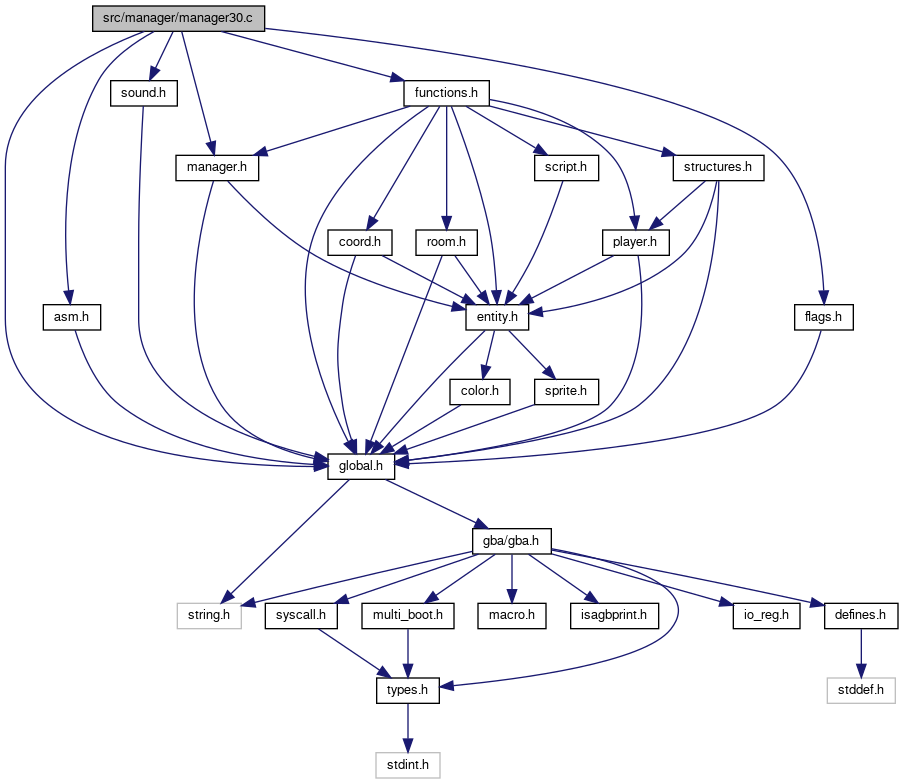 src/manager/manager30.c
sound.h
functions.h
manager.h
script.h
structures.h
coord.h
room.h
player.h
asm.h
entity.h
flags.h
color.h
sprite.h
global.h
gba/gba.h
string.h
syscall.h
multi_boot.h
macro.h
isagbprint.h
io_reg.h
defines.h
types.h
stddef.h
stdint.h